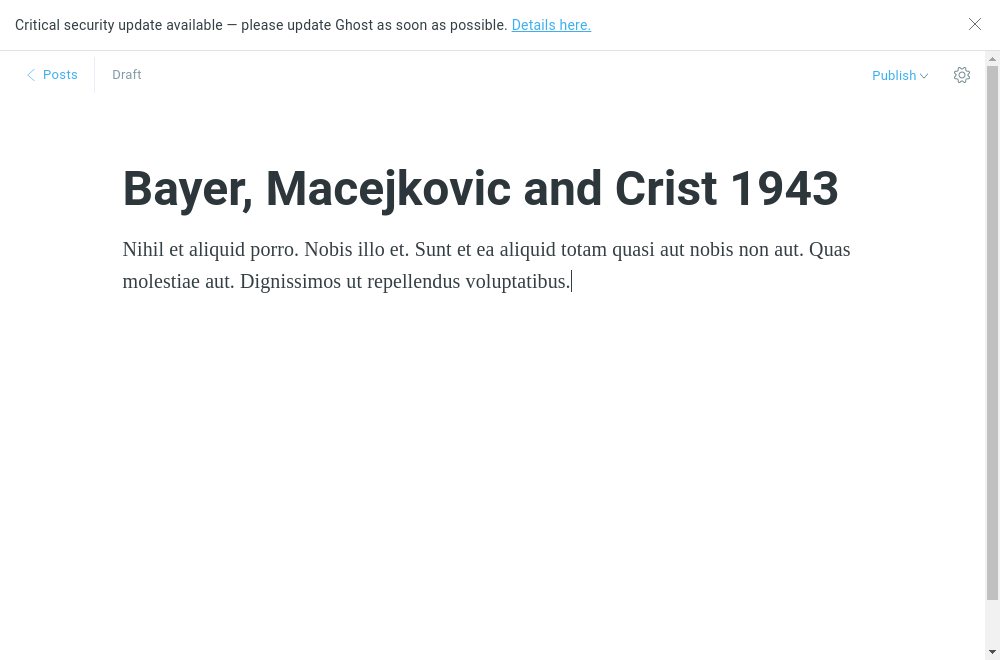 Critical security update available — please update Ghost as soon as possible. Details here.
Posts
Draft
Publish
Bayer, Macejkovic and Crist 1943
Nihil et aliquid porro. Nobis illo et. Sunt et ea aliquid totam quasi aut nobis non aut. Quas
molestiae aut. Dignissimos ut repellendus voluptatibus.